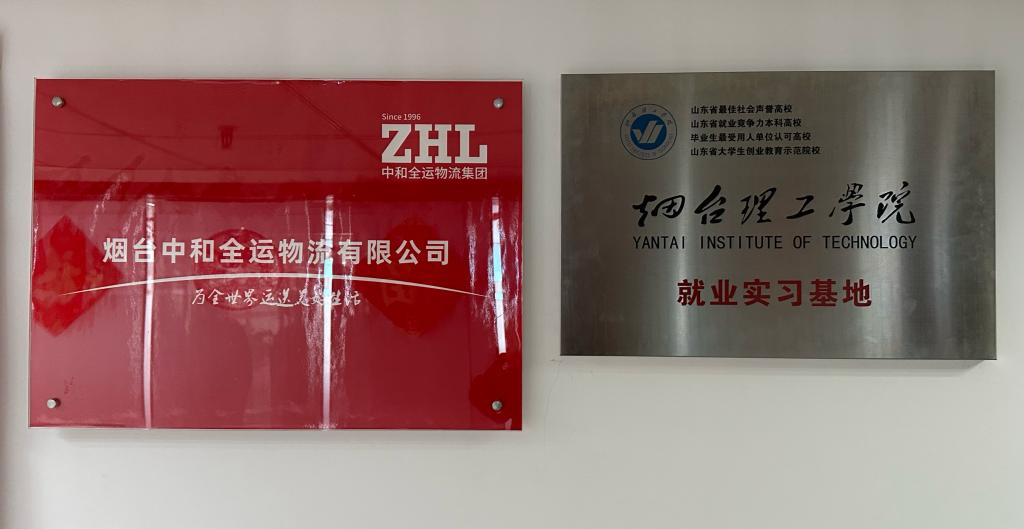 Since 1996
ZHL
中和全运物流集团
烟台中和全运物流有限公司
为全世界运送美好生活
山东省最佳社会声誉高校
山东省就业竞争力本科高校
毕业生最受用人单位认可高校
山东省大学生创业教育示范院校
烟台理工學院
YANTAI INSTITUTE OF TECHNOLOGY
就业实习基地